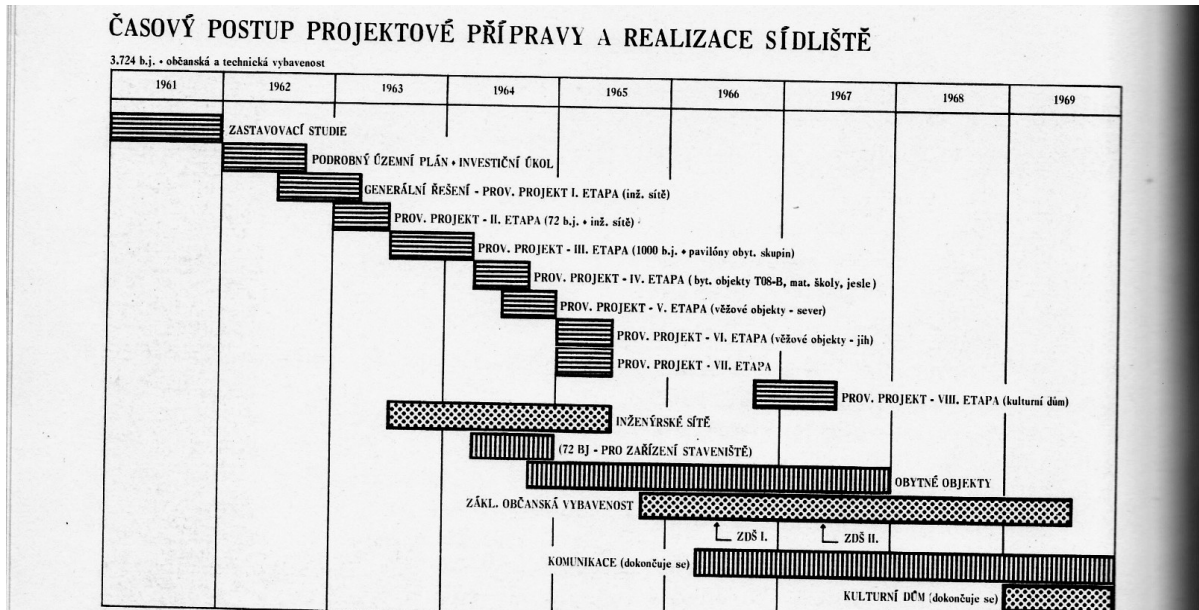 ČASOVÝ POSTUP PROJEKTOVÉ PŘÍPRAVY A REALIZACE SÍDLIŠTĚ
3.724 b.j. + občanská a technická vybavenost
1961 1962 1963 1964 1965 1966 1967 1968 1969
ZASTAVOVACÍ STUDIE
PODROBNÝ ÚZEMNÍ PLÁN + INVESTIČNÍ ÚKOL
GENERÁLNÍ ŘEŠENÍ - PROV. PROJEKT I. ETAPA (inž. sítě)
PROV. PROJEKT - II. ETAPA (72 b.j. + inž. sítě)
PROV. PROJEKT - III. ETAPA (1000 b.j. + pavilóny obyt. skupin)
PROV. PROJEKT - IV. ETAPA (byt. objekty T08-B, mat. školy, jesle)
PROV. PROJEKT - V. ETAPA (věžové objekty - sever)
PROV. PROJEKT - VI. ETAPA (věžové objekty - jih)
PROV. PROJEKT - VII. ETAPA
PROV. PROJEKT - VIII. ETAPA (kulturní dům)
INŽENÝRSKÉ SÍTĚ
(72 BJ - PRO ZAŘÍZENÍ STAVENIŠTĚ)
OBYTNÉ OBJEKTY
ZÁKL. OBČANSKÁ VYBAVENOST
ZDŠ I. ZDŠ II.
KOMUNIKACE (dokončuje se)
KULTURNÍ DŮM (dokončuje se)